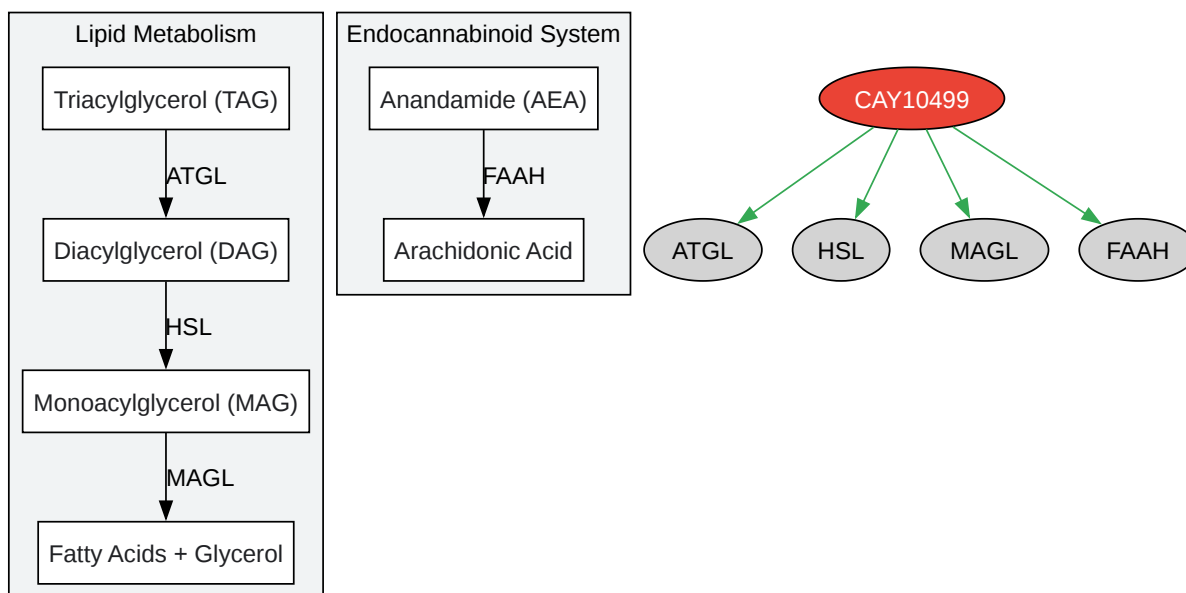 Lipid Metabolism
Triacylglycerol (TAG)
ATGL
Diacylglycerol (DAG)
HSL
Monoacylglycerol (MAG)
MAGL
Fatty Acids + Glycerol
Endocannabinoid System
Anandamide (AEA)
FAAH
Arachidonic Acid
CAY10499
ATGL
HSL
MAGL
FAAH